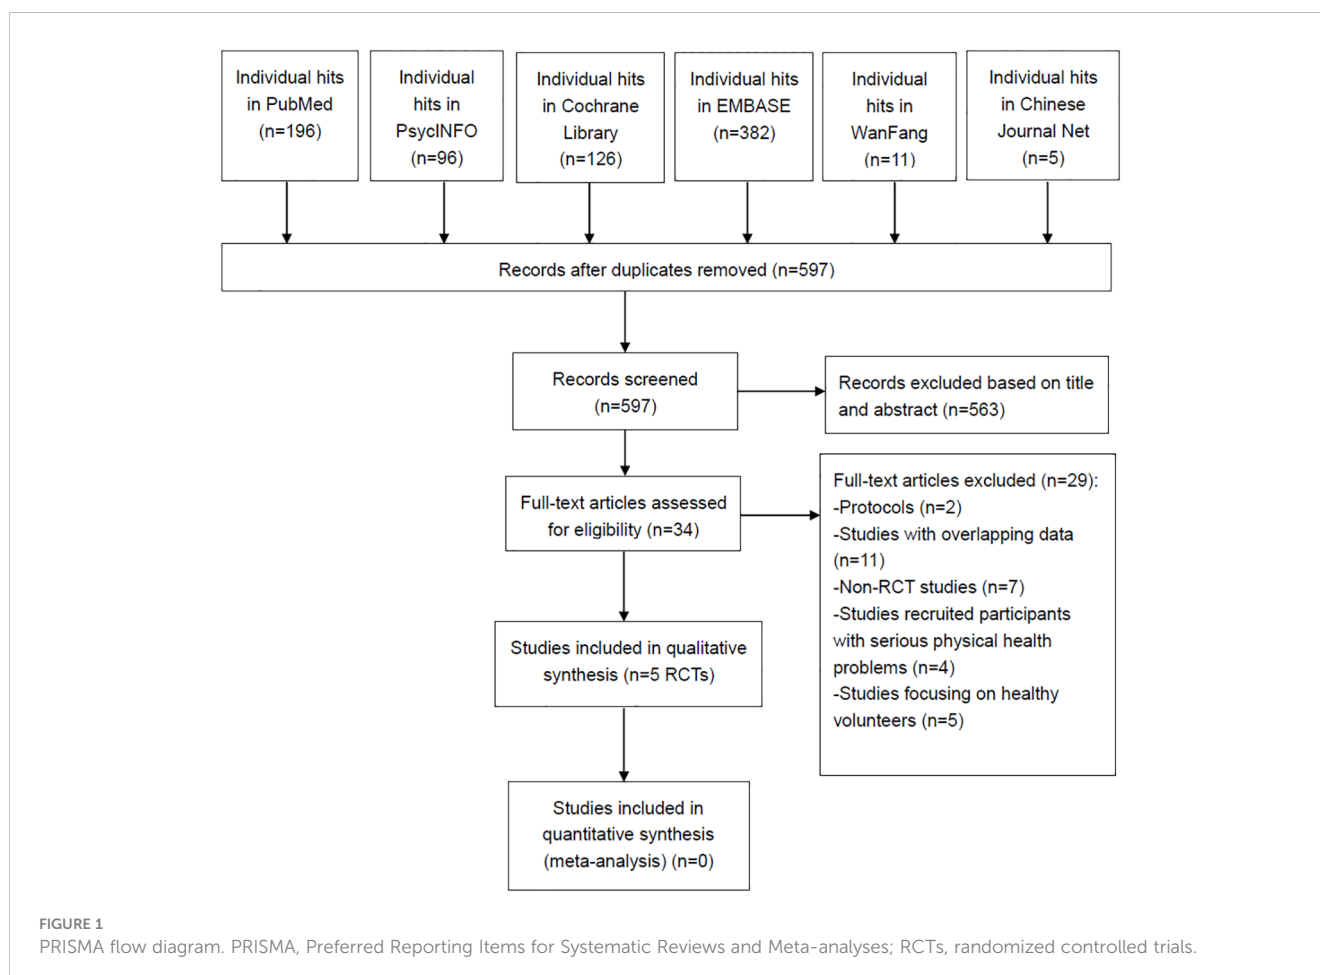 Individual hits
in PubMed
(n=196)
Individual
hits in
PsycINFO
(n=96)
Individual hits
in Cochrane
Library
(n=126)
Individual hits
in EMBASE
(n=382)
Individual
hits in
WanFang
(n=11)
Individual hits
in Chinese
Journal Net
(n=5)
Records after duplicates removed (n=597)
Records screened
(n=597)
Records excluded based on title
and abstract (n=563)
Full-text articles assessed
for eligibility (n=34)
Full-text articles excluded (n=29):
-Protocols (n=2)
-Studies with overlapping data
(n=11)
-Non-RCT studies (n=7)
-Studies recruited participants
with serious physical health
problems (n=4)
-Studies focusing on healthy
volunteers (n=5)
Studies included in qualitative
synthesis (n=5 RCTs)
Studies included in
quantitative synthesis
(meta-analysis) (n=0)
FIGURE 1
PRISMA flow diagram. PRISMA, Preferred Reporting Items for Systematic Reviews and Meta-analyses; RCTs, randomized controlled trials.